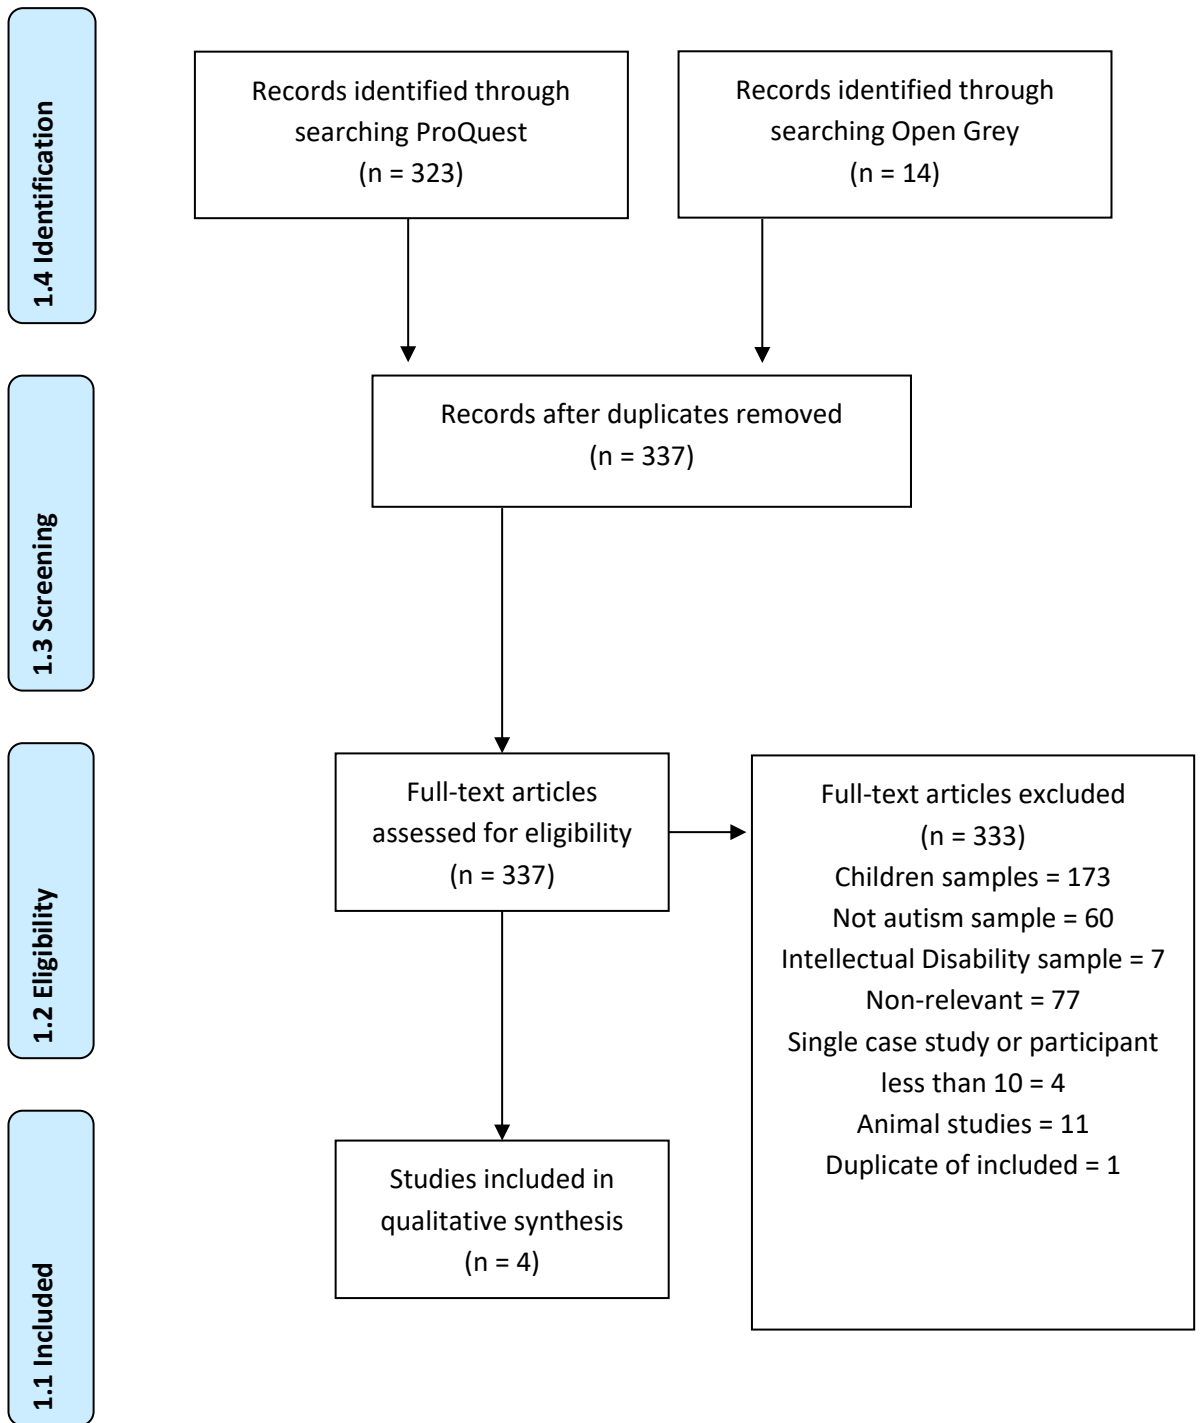 1.4 Identification
Records identified through
searching ProQuest
(n = 323)
Records identified through
searching Open Grey
(n = 14)
1.3 Screening
Records after duplicates removed
(n = 337)
1.2 Eligibility
Full-text articles
assessed for eligibility
(n = 337)
Full-text articles excluded
(n = 333)
Children samples = 173
Not autism sample = 60
Intellectual Disability sample = 7
Non-relevant = 77
Single case study or participant
less than 10 = 4
Animal studies = 11
Duplicate of included = 1
1.1 Included
Studies included in
qualitative synthesis
(n = 4)